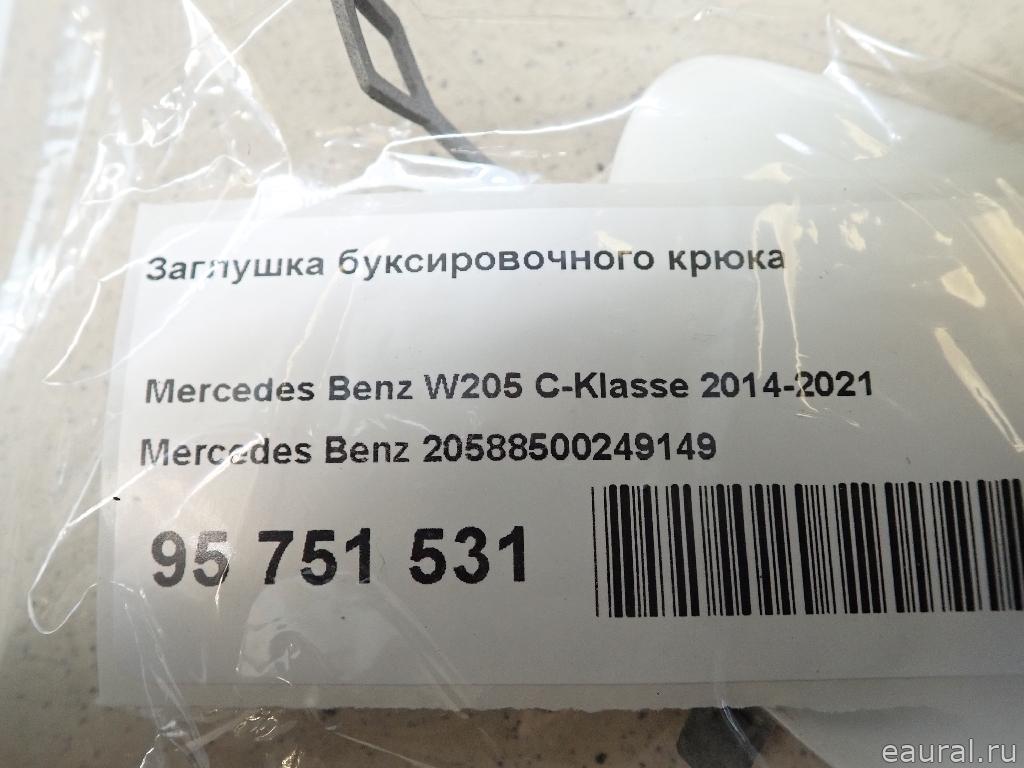 Заглушка буксировочного крюка
Mercedes Benz W205 C-Klasse 2014-2021
Mercedes Benz 20588500249149
95 751 531
eaural.ru